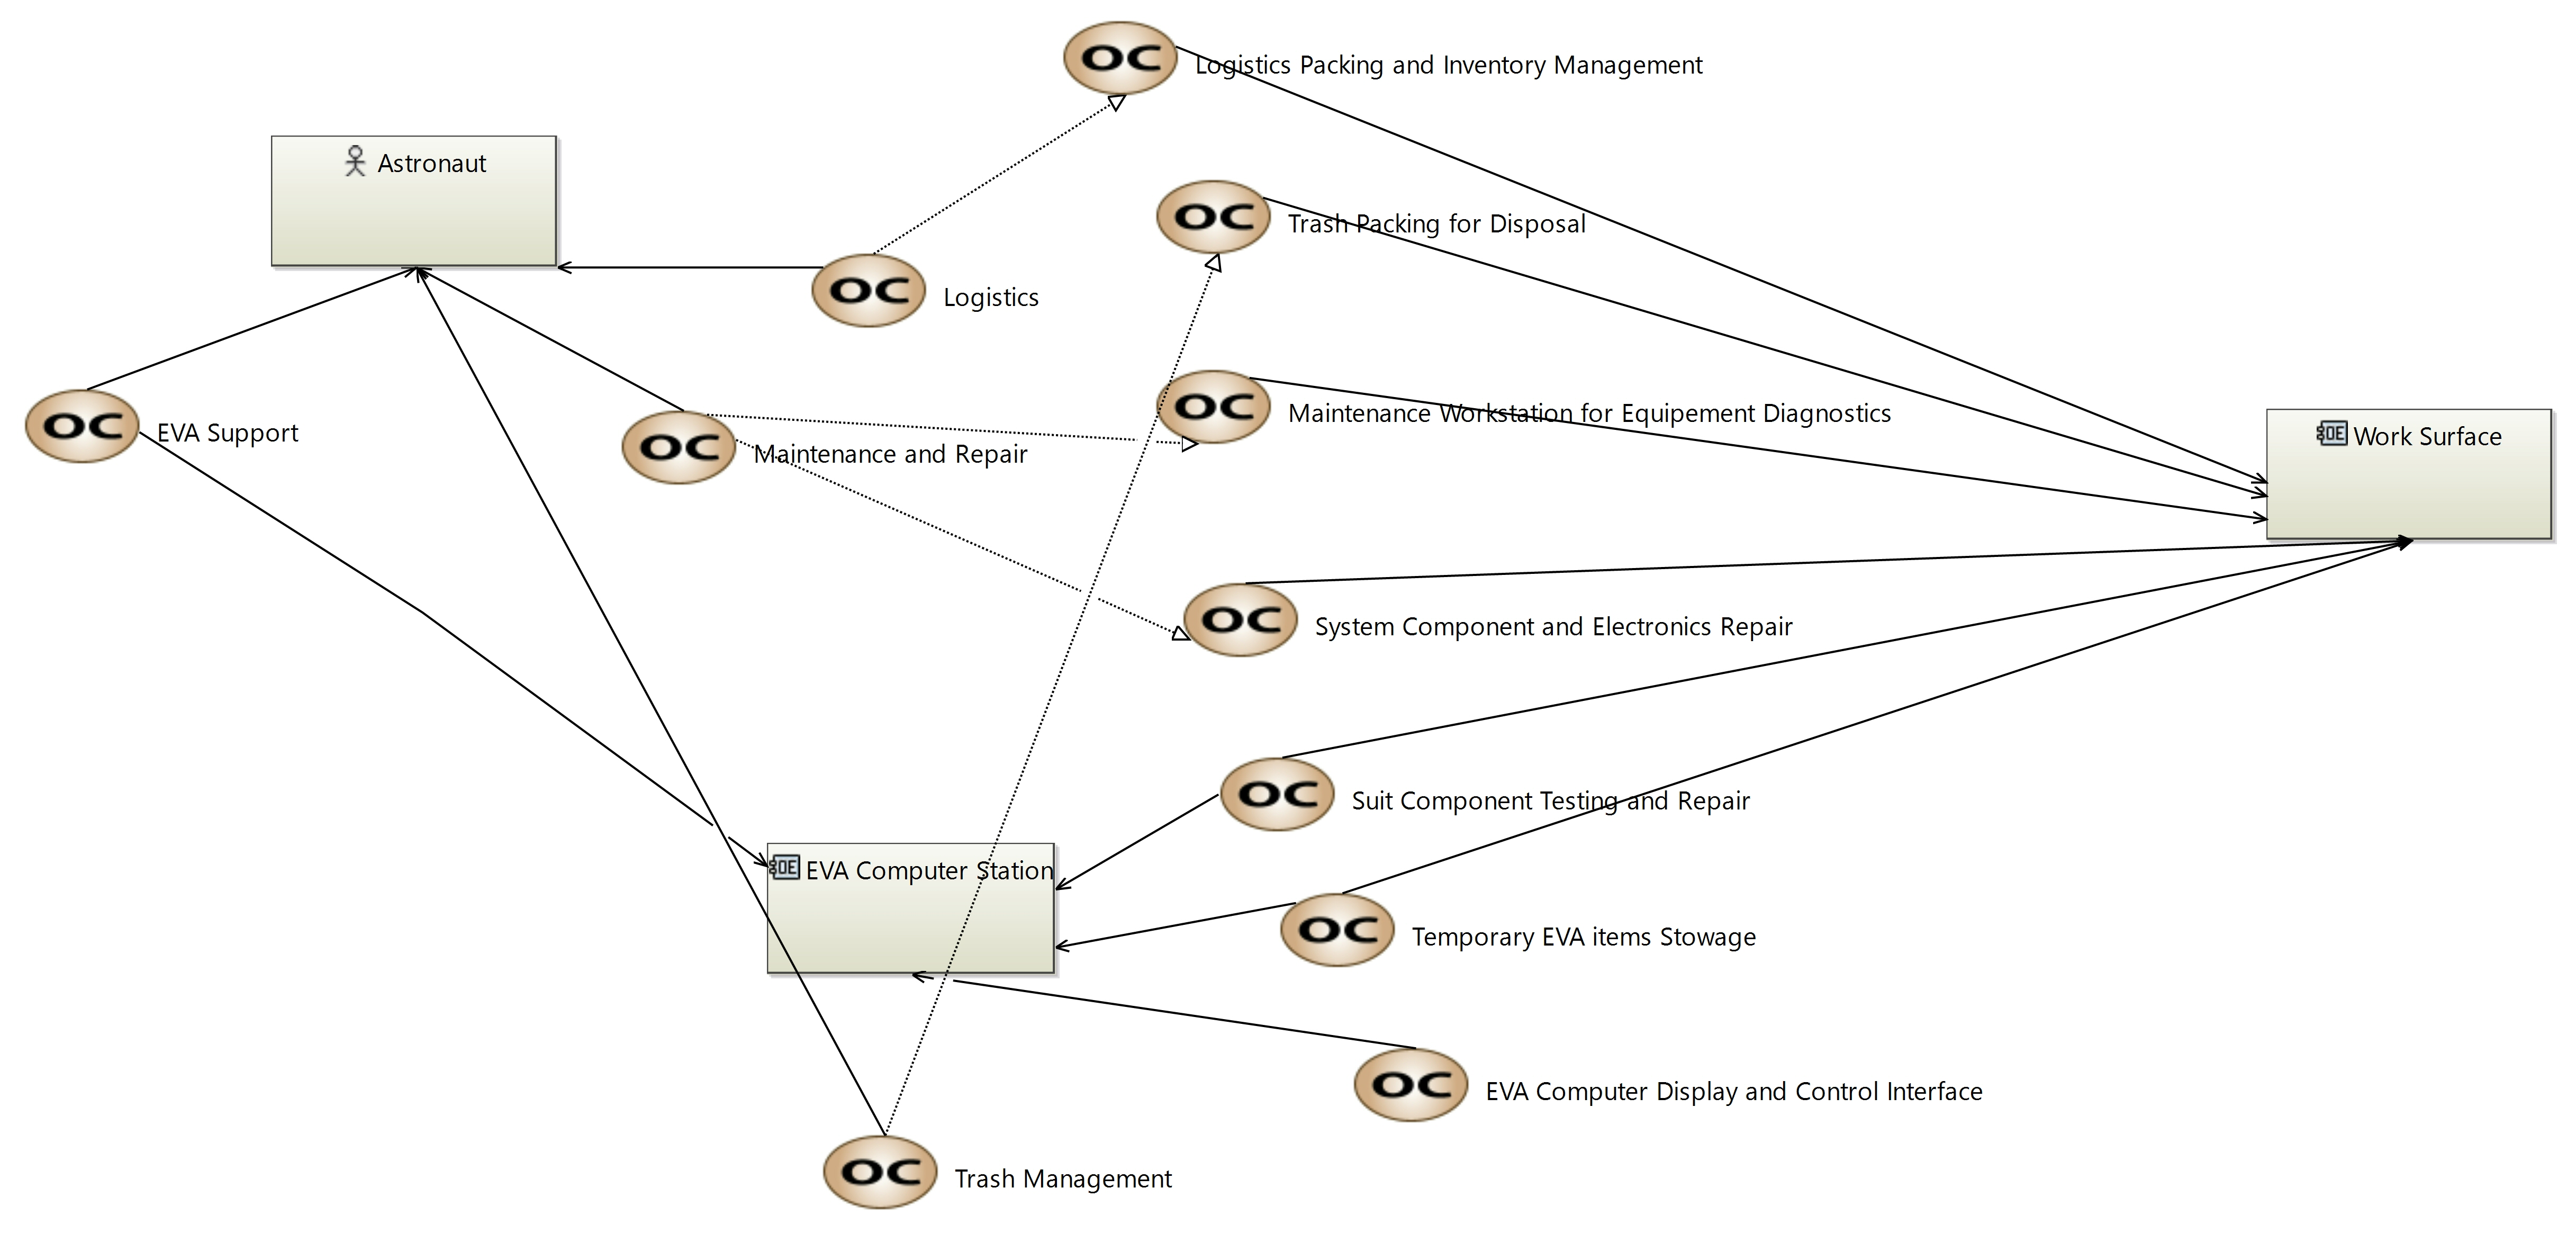 OC
Logistics Packing and Inventory Management
Astronaut
OC
Trash Packing for Disposal
OC
Logistics
OC
Maintenance Workstation for Equipement Diagnostics
OC
EVA Support
OC
Maintenance and Repair
OE
Work Surface
OC
System Component and Electronics Repair
OC
Suit Component Testing and Repair
OE
EVA Computer Station
OC
Temporary EVA items Stowage
OC
EVA Computer Display and Control Interface
OC
Trash Management